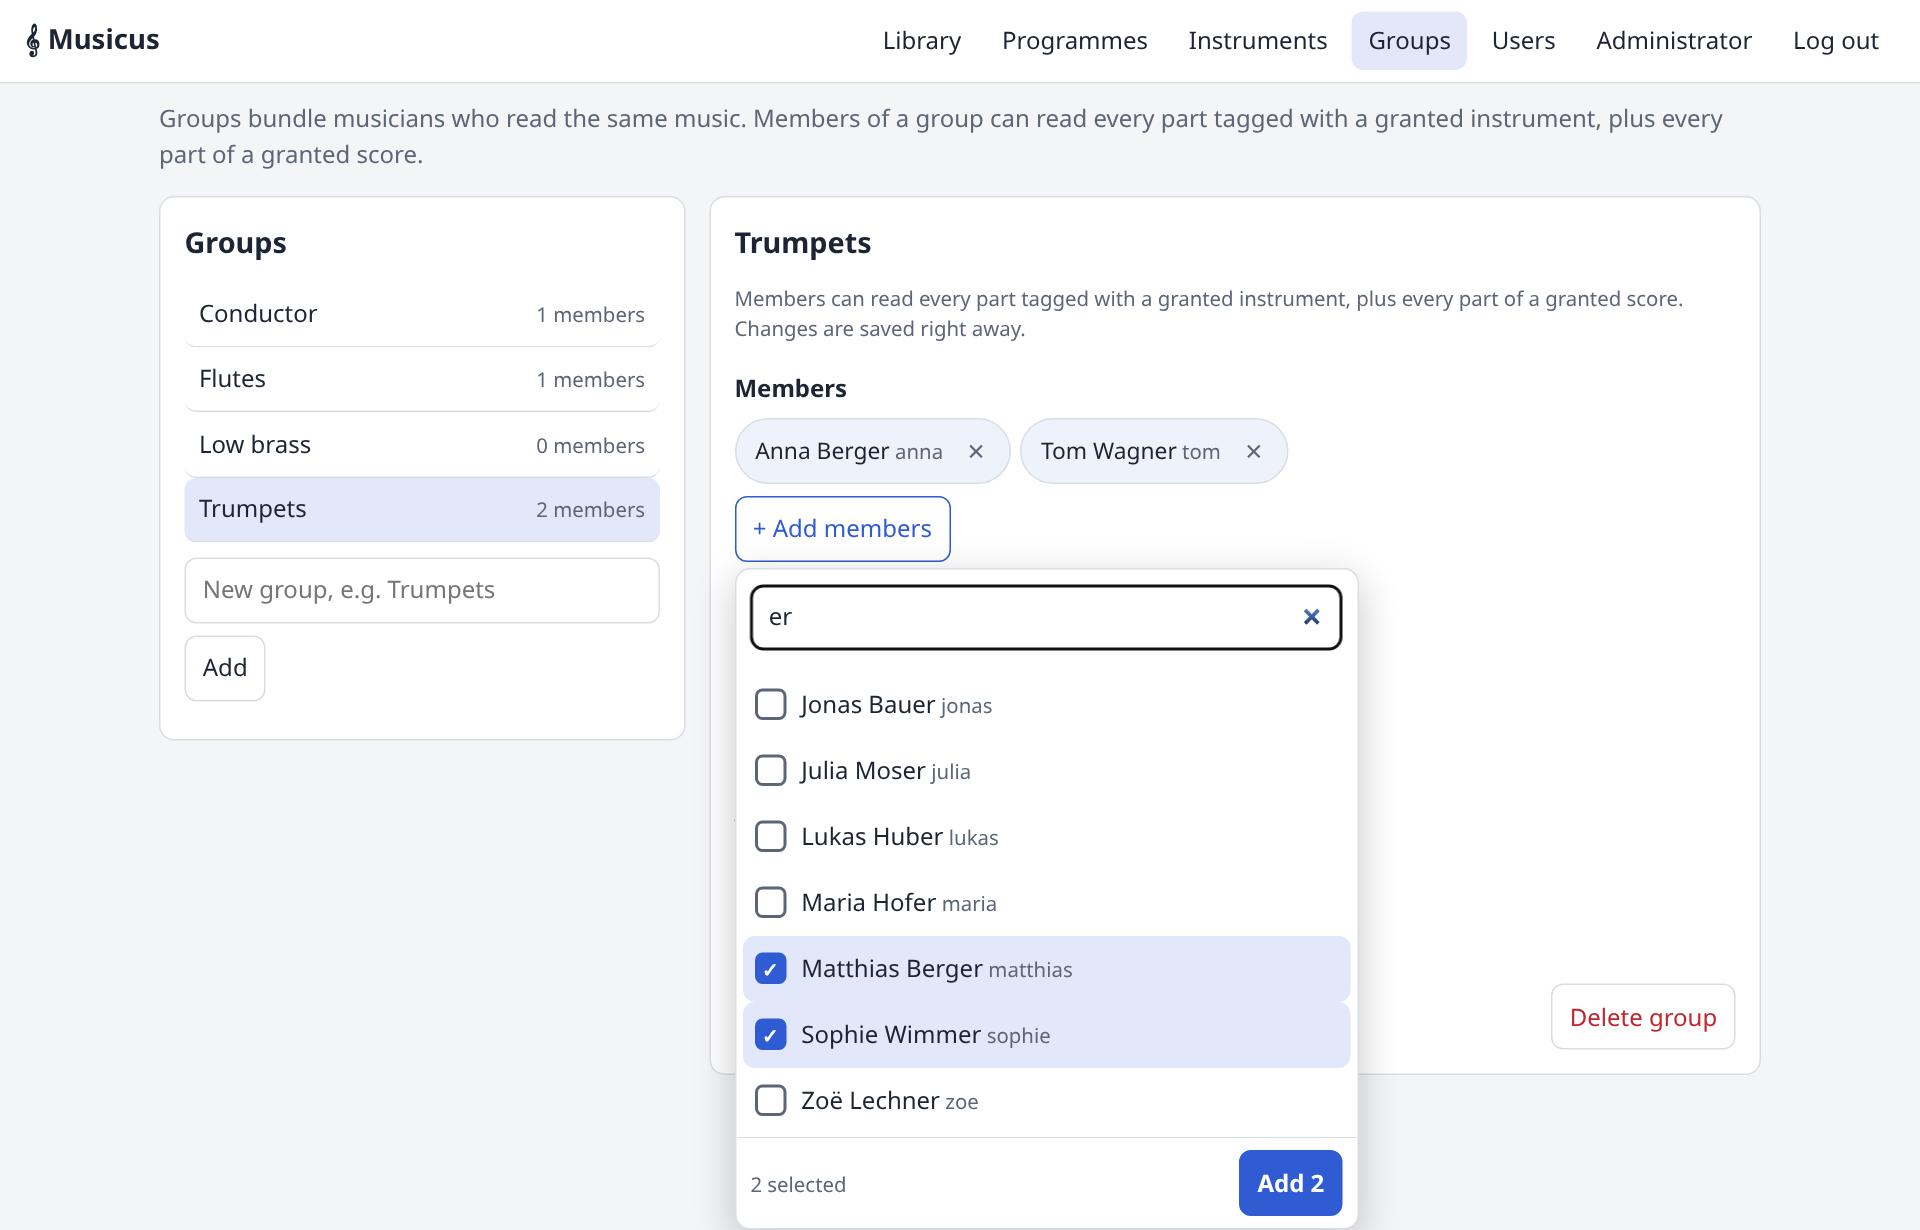 Musicus
Library Programmes Instruments Groups Users Administrator Log out
Groups bundle musicians who read the same music. Members of a group can read every part tagged with a granted instrument, plus every
part of a granted score.
Groups
Conductor 1 members
Flutes 1 members
Low brass 0 members
Trumpets 2 members
New group, e.g. Trumpets
Add
Trumpets
Members can read every part tagged with a granted instrument, plus every part of a granted score.
Changes are saved right away.
Members
Anna Berger anna ✕ Tom Wagner tom ✕
+ Add members
er
Jonas Bauer jonas
Julia Moser julia
Lukas Huber lukas
Maria Hofer maria
Matthias Berger matthias
Sophie Wimmer sophie
Zoë Lechner zoe
2 selected Add 2
Delete group